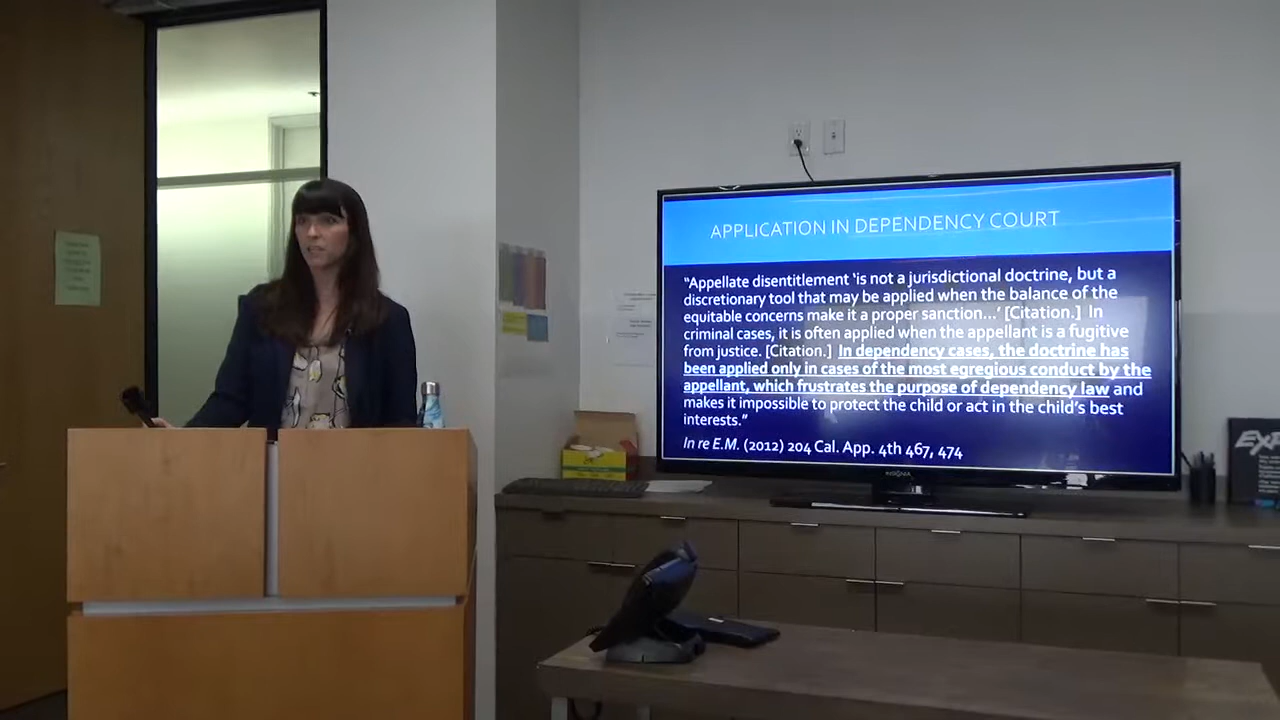 APPLICATION IN DEPENDENCY COURT
“Appellate disentitlement ‘is not a jurisdictional doctrine, but a
discretionary tool that may be applied when the balance of the
equitable concerns make it a proper sanction...’ [Citation.] In
criminal cases, it is often applied when the appellant is a fugitive
from justice. [Citation.] In dependency cases, the doctrine has
been applied only in cases of the most egregious conduct by the
appellant, which frustrates the purpose of dependency law and
makes it impossible to protect the child or act in the child’s best
interests.”
In re E.M. (2012) 204 Cal. App. 4th 467, 474
INSIGNIA